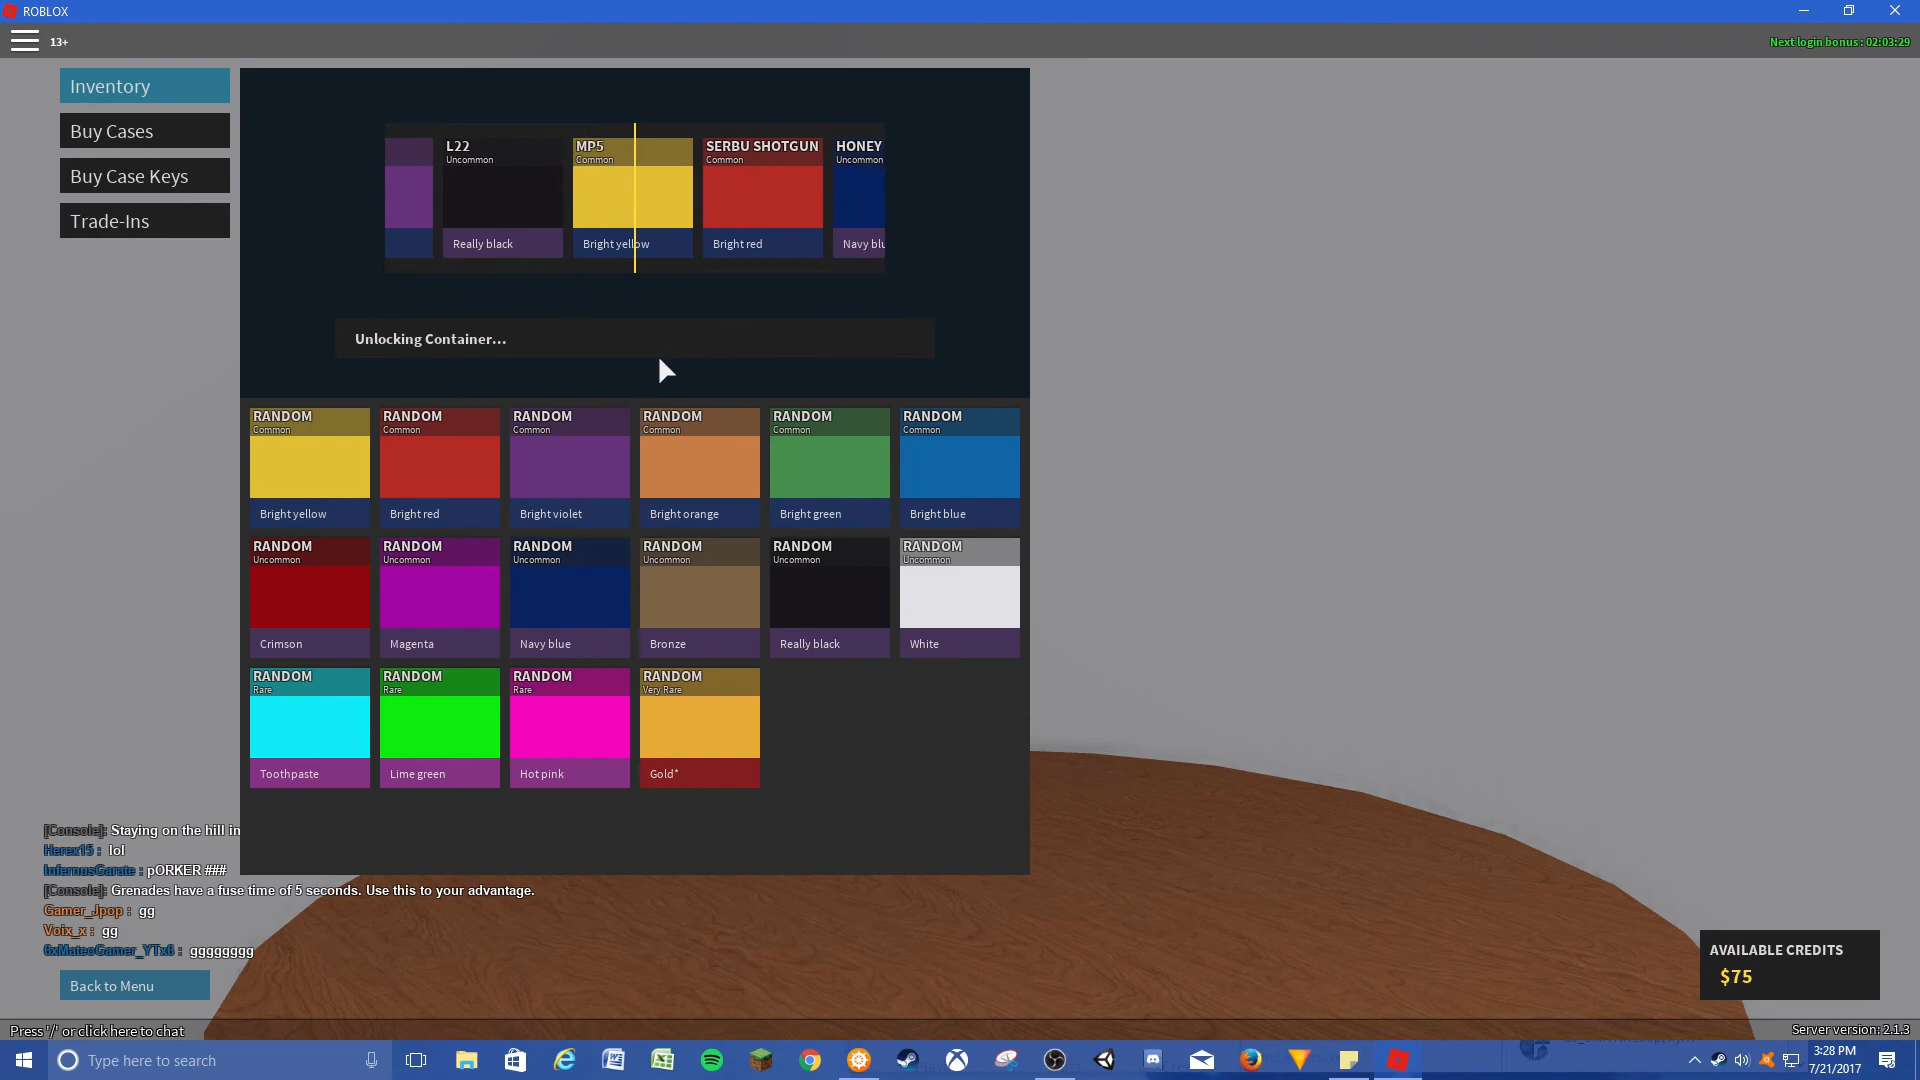 ROBLOX
13+
Next login bonus : 02:03:29
Inventory
Buy Cases
Buy Case Keys
Trade-Ins
L22
Uncommon
Really black
MP5
Common
Bright yellow
SERBU SHOTGUN
Common
Bright red
HONEY
Uncommon
Navy blu
Unlocking Container...
RANDOM
Common
Bright yellow
RANDOM
Common
Bright red
RANDOM
Common
Bright violet
RANDOM
Common
Bright orange
RANDOM
Common
Bright green
RANDOM
Common
Bright blue
RANDOM
Uncommon
Crimson
RANDOM
Uncommon
Magenta
RANDOM
Uncommon
Navy blue
RANDOM
Uncommon
Bronze
RANDOM
Uncommon
Really black
RANDOM
Uncommon
White
RANDOM
Rare
Toothpaste
RANDOM
Rare
Lime green
RANDOM
Rare
Hot pink
RANDOM
Very Rare
Gold*
[Console]: Staying on the hill in
Herex15 : lol
InfernusGarate : pORKER ###
[Console]: Grenades have a fuse time of 5 seconds. Use this to your advantage.
Gamer_Jpop : gg
Voix_x : gg
6xMateoGamer_YTx6 : gggggggg
Back to Menu
AVAILABLE CREDITS
$75
Press '/' or click here to chat
Server version: 2.1.3
Type here to search
3:28 PM
7/21/2017